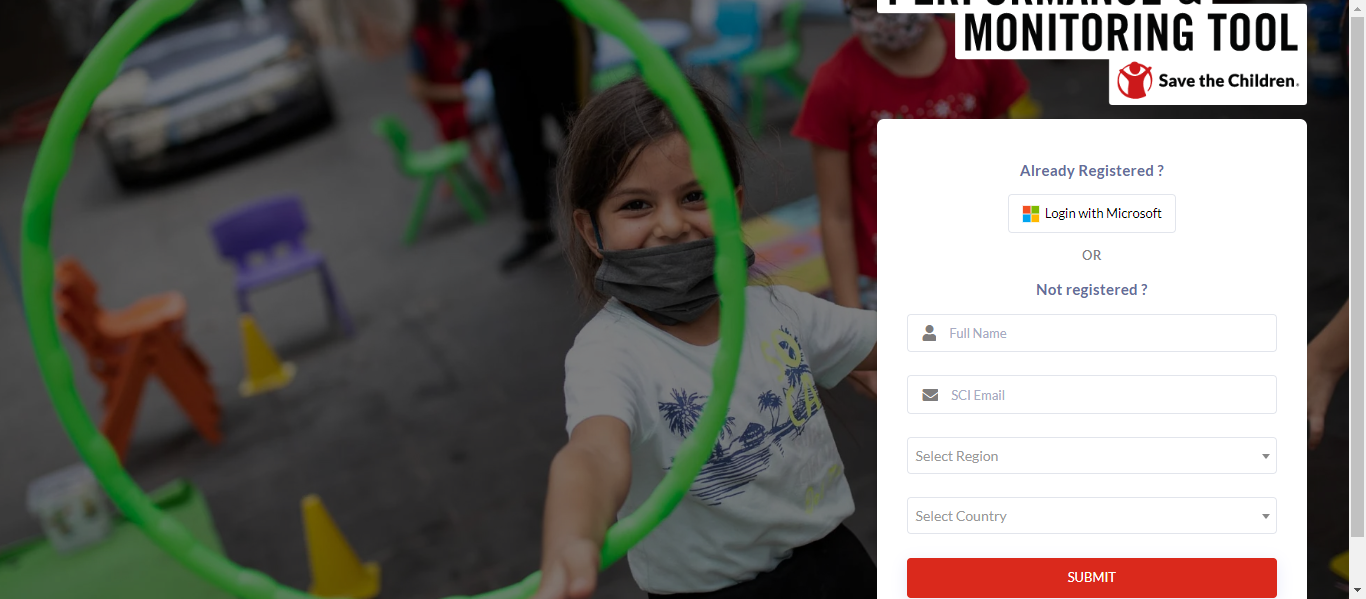 PERFORMANCE &
MONITORING TOOL
Save the Children.
Already Registered ?
Login with Microsoft
OR
Not registered ?
Full Name
SCI Email
Select Region
Select Country
SUBMIT